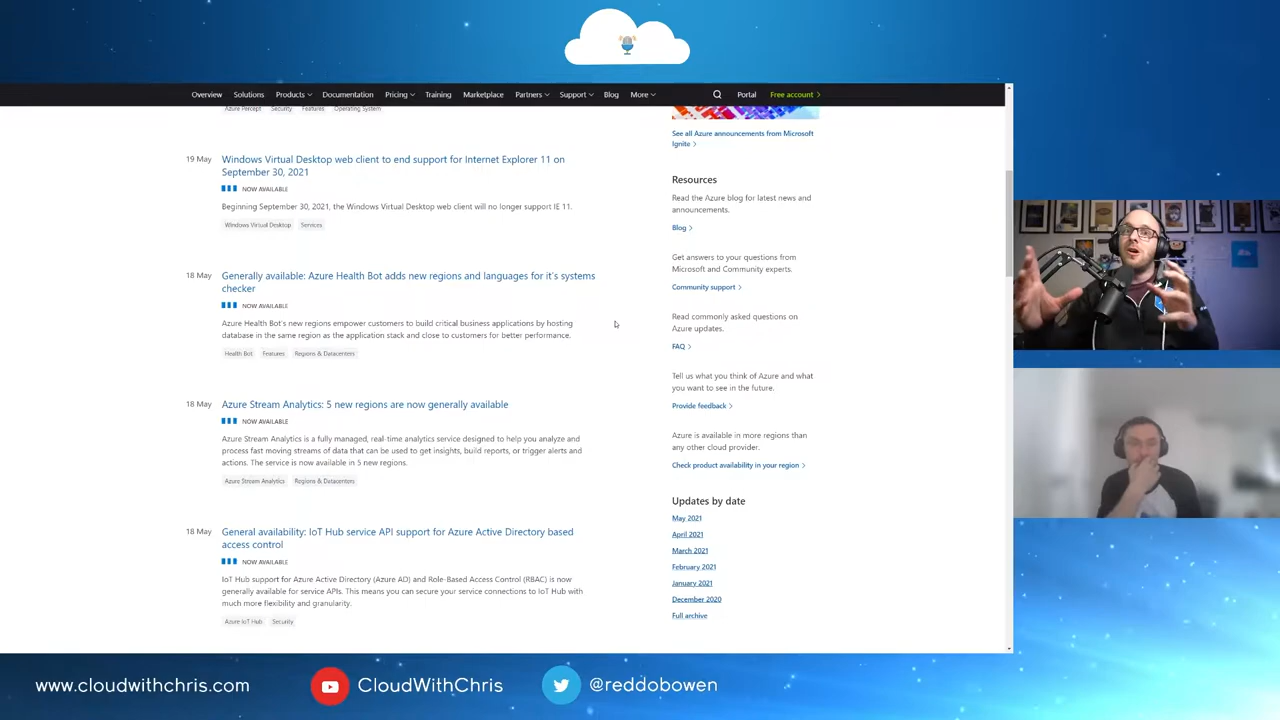 Overview Solutions Products Documentation Pricing Training Marketplace Partners Support Blog More Portal Free account
Azure Percept Security Features Operating System
19 May Windows Virtual Desktop web client to end support for Internet Explorer 11 on
September 30, 2021
NOW AVAILABLE
Beginning September 30, 2021, the Windows Virtual Desktop web client will no longer support IE 11.
Windows Virtual Desktop Services
18 May Generally available: Azure Health Bot adds new regions and languages for it's systems
checker
NOW AVAILABLE
Azure Health Bot's new regions empower customers to build critical business applications by hosting
database in the same region as the application stack and close to customers for better performance.
Health Bot Features Regions & Datacenters
18 May Azure Stream Analytics: 5 new regions are now generally available
NOW AVAILABLE
Azure Stream Analytics is a fully managed, real-time analytics service designed to help you analyze and
process fast moving streams of data that can be used to get insights, build reports, or trigger alerts and
actions. The service is now available in 5 new regions.
Azure Stream Analytics Regions & Datacenters
18 May General availability: IoT Hub service API support for Azure Active Directory based
access control
NOW AVAILABLE
IoT Hub support for Azure Active Directory (Azure AD) and Role-Based Access Control (RBAC) is now
generally available for service APIs. This means you can secure your service connections to IoT Hub with
much more flexibility and granularity.
Azure IoT Hub Security
See all Azure announcements from Microsoft
Ignite
Resources
Read the Azure blog for latest news and
announcements.
Blog
Get answers to your questions from
Microsoft and Community experts.
Community support
Read commonly asked questions on
Azure updates.
FAQ
Tell us what you think of Azure and what
you want to see in the future.
Provide feedback
Azure is available in more regions than
any other cloud provider.
Check product availability in your region
Updates by date
May 2021
April 2021
March 2021
February 2021
January 2021
December 2020
Full archive
www.cloudwithchris.com CloudWithChris @reddobowen